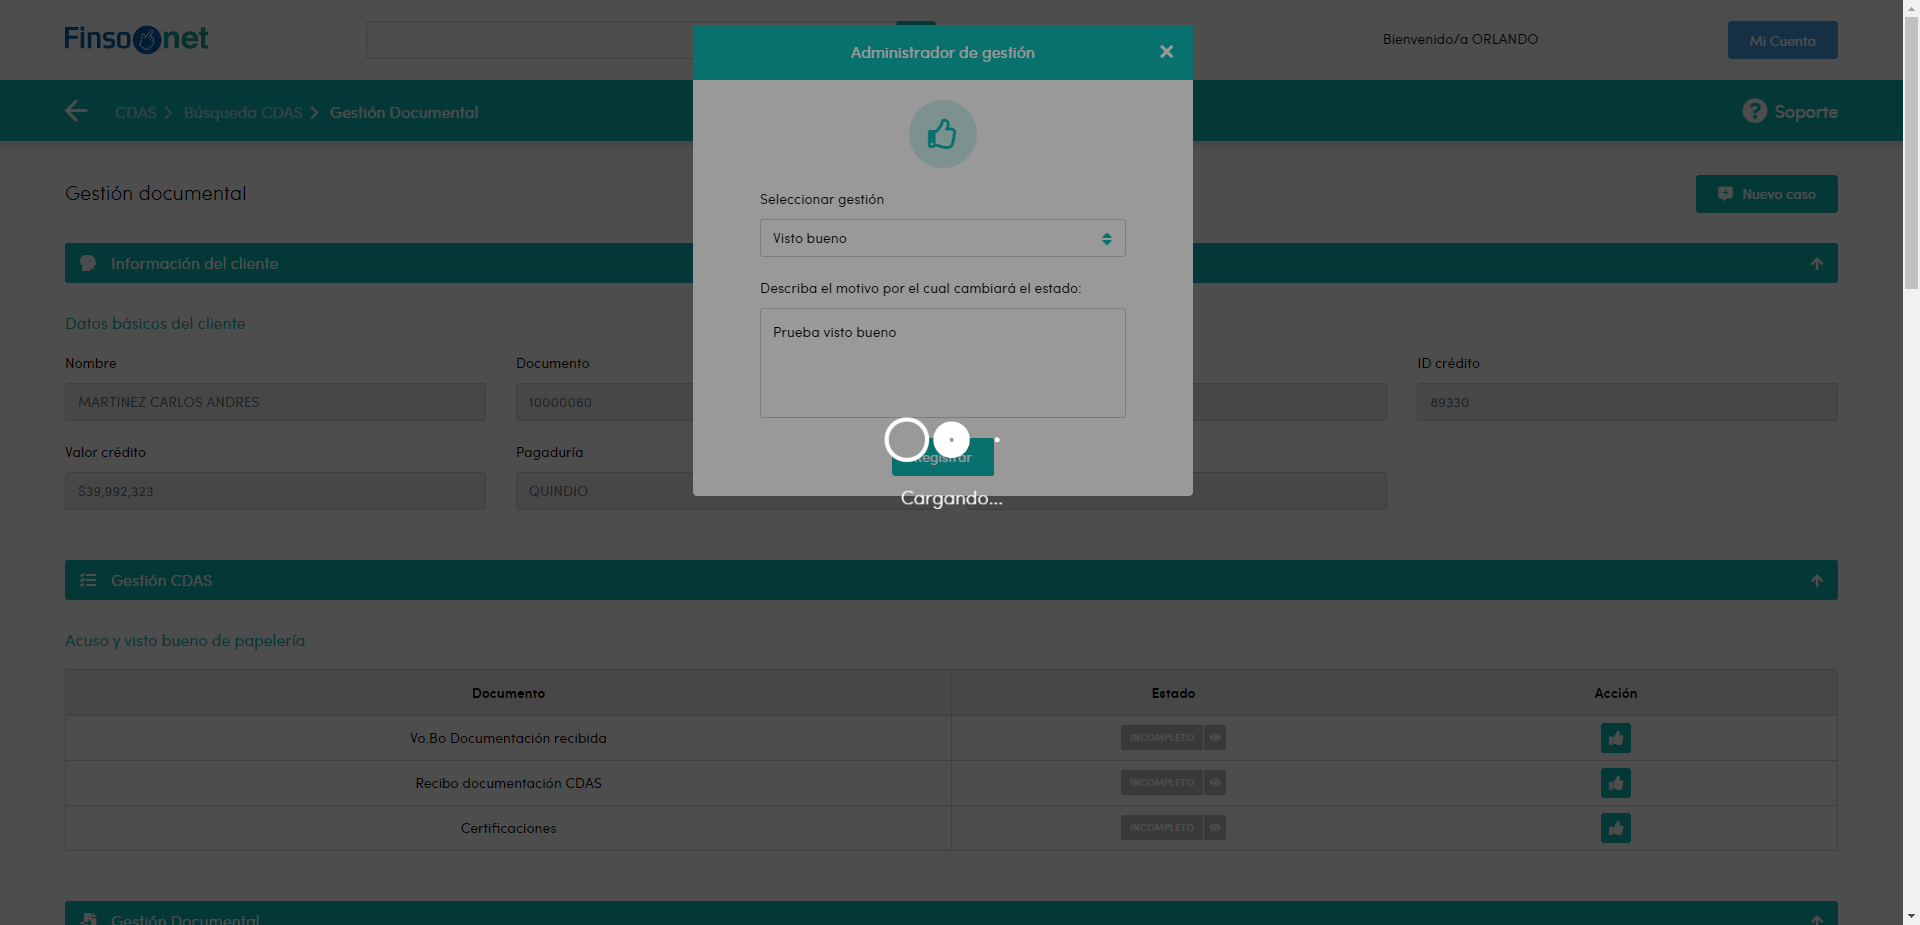 Finsonet
Bienvenido/a ORLANDO
Mi Cuenta
CDAS
Búsqueda CDAS
Gestión Documental
Soporte
Administrador de gestión
Seleccionar gestión
Visto bueno
Describa el motivo por el cual cambiará el estado:
Prueba visto bueno
Registrar
Cargando...
Gestión documental
Nuevo caso
Información del cliente
Datos básicos del cliente
Nombre
Documento
ID crédito
MARTINEZ CARLOS ANDRES
10000060
89330
Valor crédito
Pagaduría
$39,992,323
QUINDIO
Gestión CDAS
Acuso y visto bueno de papelería
Documento Estado Acción
Vo.Bo Documentación recibida INCOMPLETO
Recibo documentación CDAS INCOMPLETO
Certificaciones INCOMPLETO
Gestión Documental